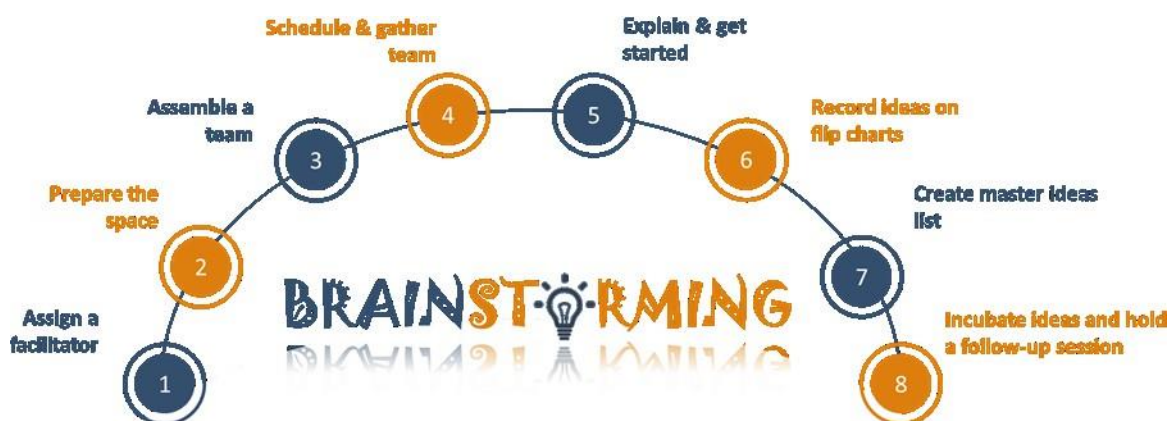 1
Assign a
facilitator
2
Prepare the
space
3
Assemble a
team
4
Schedule & gather
team
5
Explain & get
started
6
Record ideas on
flip charts
7
Create master ideas
list
8
Incubate ideas and hold
a follow-up session
BRAINSTORMING